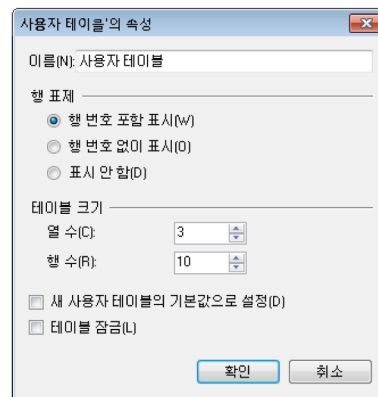 사용자 테이블'의 속성
이름(N): 사용자 테이블
행 표제
행 번호 포함 표시(W)
행 번호 없이 표시(O)
표시 안 함(D)
테이블 크기
열 수(C): 3
행 수(R): 10
새 사용자 테이블의 기본값으로 설정(D)
테이블 잠금(L)
확인 취소